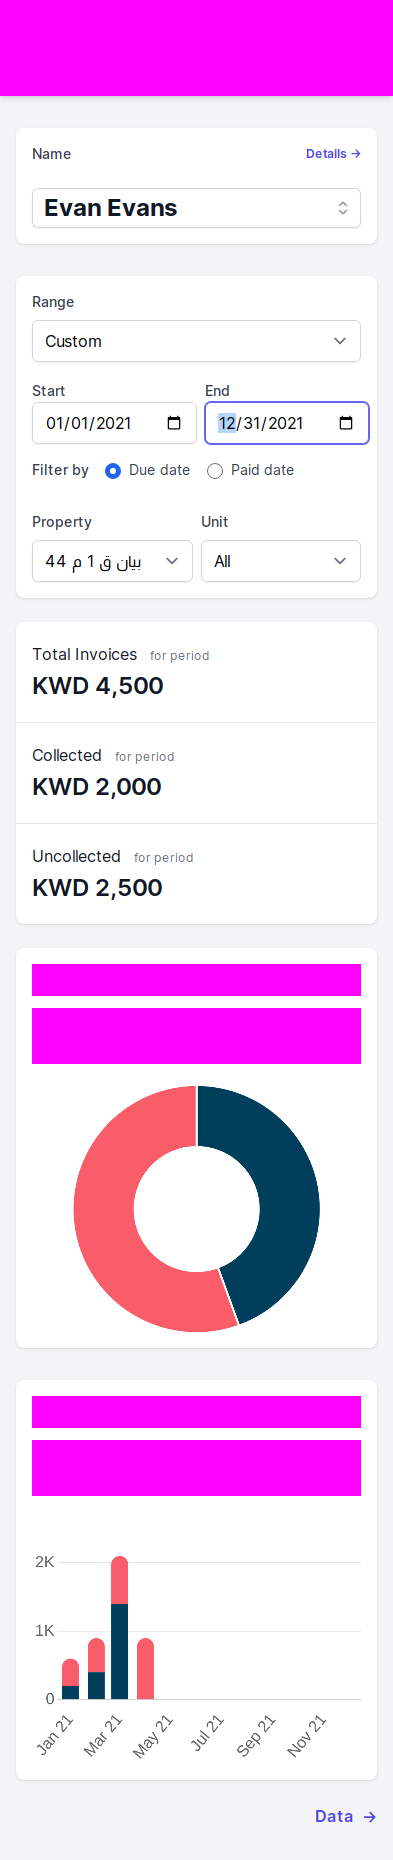 Name
Details →
Evan Evans
Range
Custom
Start
End
01/01/2021
12/31/2021
Filter by
Due date
Paid date
Property
Unit
بيان ق 1 م 44
All
Total Invoices for period
KWD 4,500
Collected for period
KWD 2,000
Uncollected for period
KWD 2,500
2K
1K
0
Jan 21
Mar 21
May 21
Jul 21
Sep 21
Nov 21
Data →